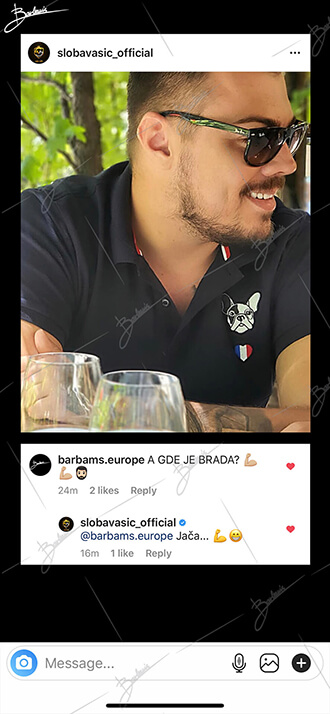 Barbam's
slobavasic_official
barbams.europe A GDE JE BRADA? 💪🏼
💪🏼🧔🏻
24m 2 likes Reply
slobavasic_official
@barbams.europe Jača... 💪😁
16m 1 like Reply
Message...